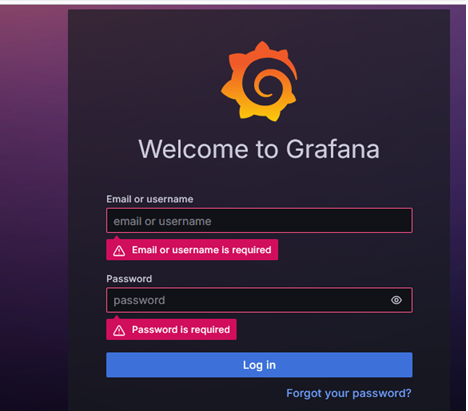 Welcome to Grafana
Email or username
email or username
Email or username is required
Password
password
Password is required
Log in
Forgot your password?